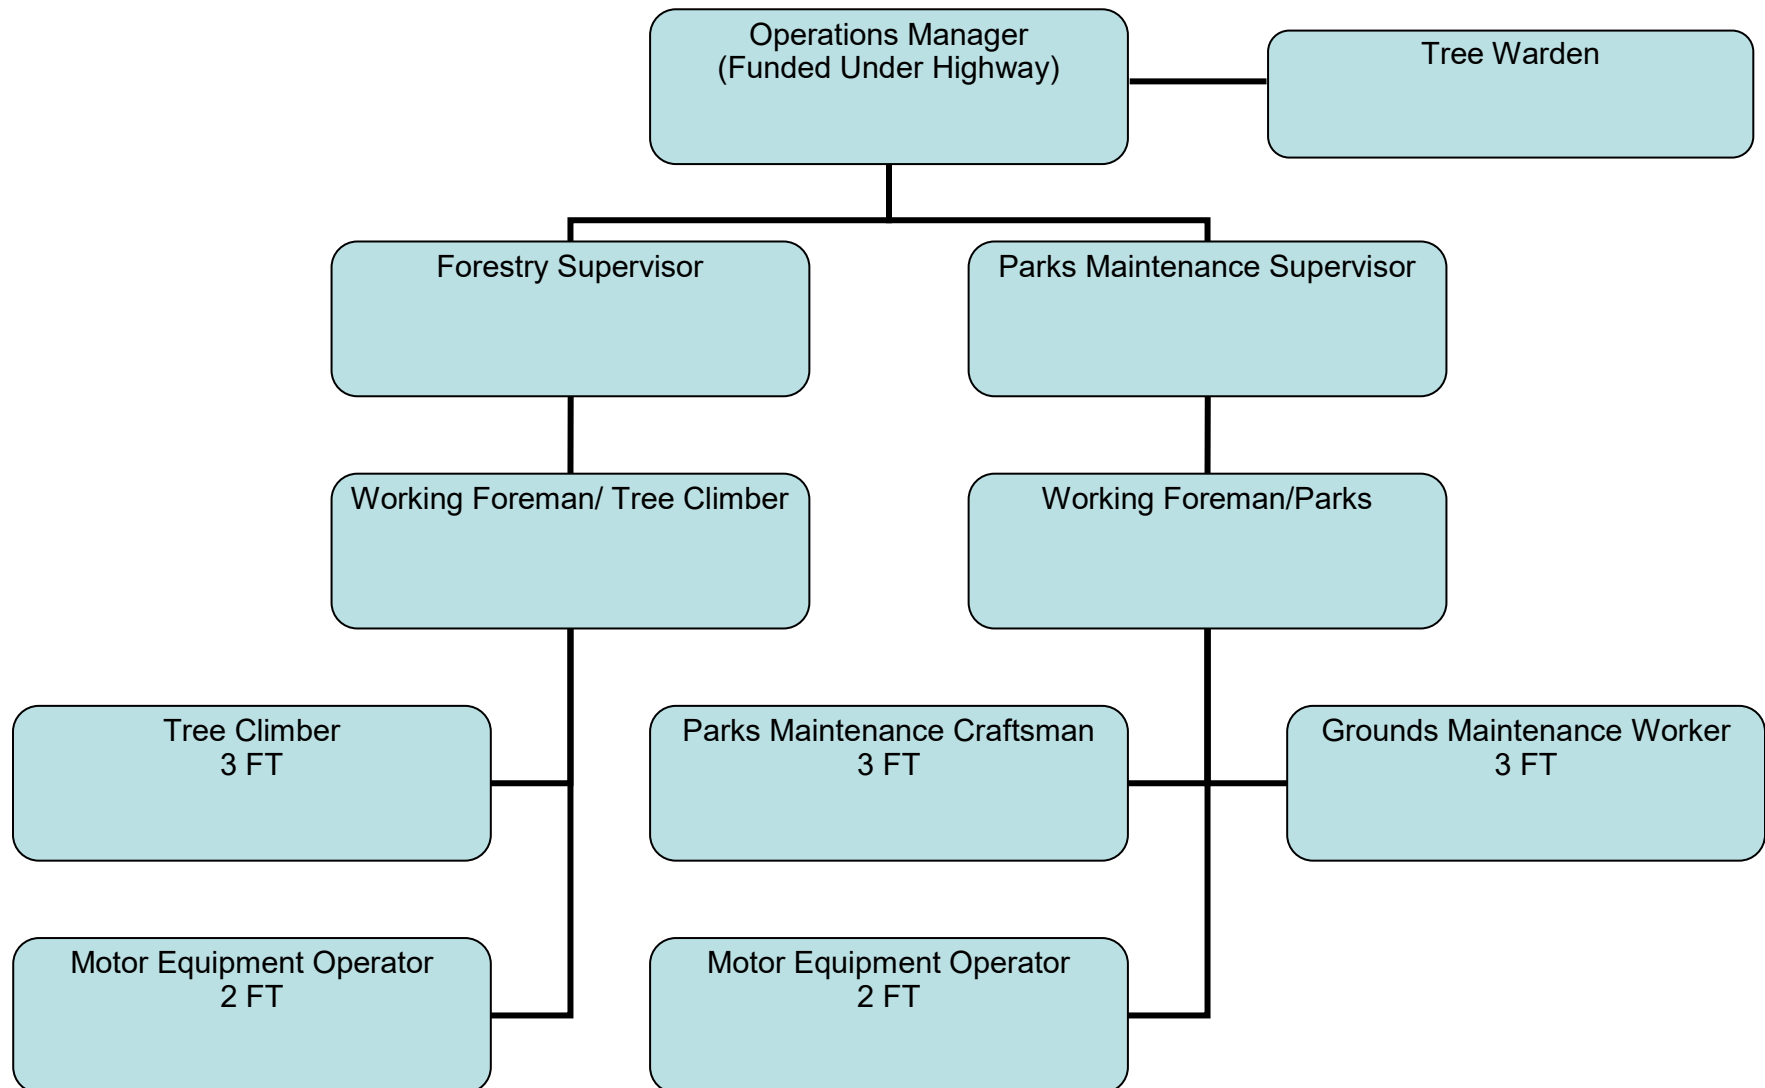 Operations Manager
(Funded Under Highway)
Tree Warden
Forestry Supervisor
Parks Maintenance Supervisor
Working Foreman/ Tree Climber
Working Foreman/Parks
Tree Climber
3 FT
Parks Maintenance Craftsman
3 FT
Grounds Maintenance Worker
3 FT
Motor Equipment Operator
2 FT
Motor Equipment Operator
2 FT